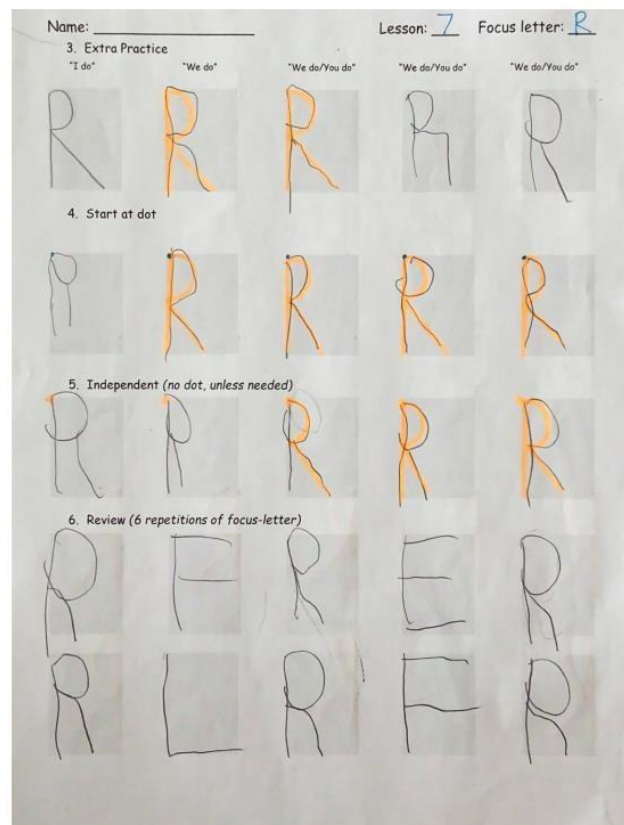 Name: Lesson: 7 Focus letter: R
3. Extra Practice
"I do" "We do" "We do/You do" "We do/You do" "We do/You do"
R R R R R
4. Start at dot
R R R R R
5. Independent (no dot, unless needed)
R R R R R
6. Review (6 repetitions of focus-letter)
R F R E R
R L R F R